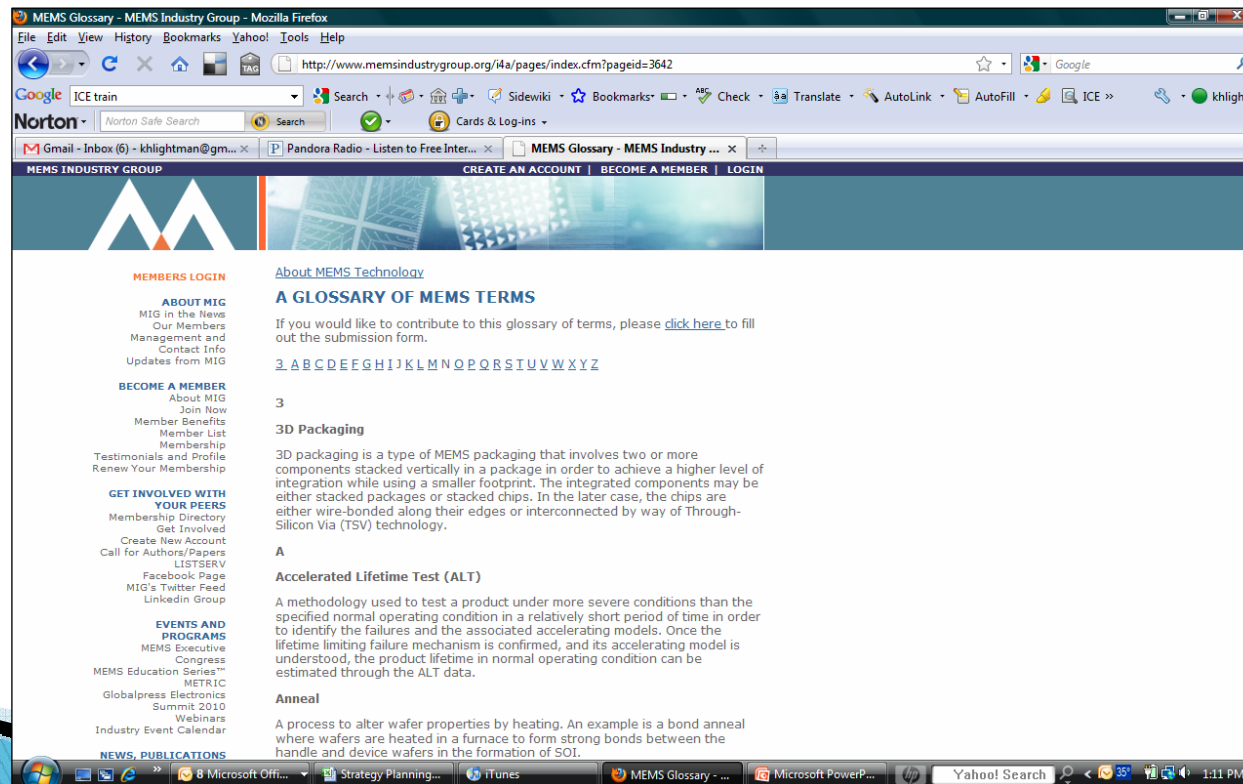 MEMS Glossary - MEMS Industry Group - Mozilla Firefox
File Edit View History Bookmarks Yahoo! Tools Help
TAG http://www.memsindustrygroup.org/i4a/pages/index.cfm?pageid=3642 Google
Google ICE train Search Sidewiki Bookmarks ABC Check Translate AutoLink AutoFill ICE »
Norton Norton Safe Search Search Cards & Log-ins
Gmail - Inbox (6) - khlightman@gm... Pandora Radio - Listen to Free Inter... MEMS Glossary - MEMS Industry ...
MEMS INDUSTRY GROUP CREATE AN ACCOUNT | BECOME A MEMBER | LOGIN
MEMBERS LOGIN
ABOUT MIG
MIG in the News
Our Members
Management and
Contact Info
Updates from MIG
BECOME A MEMBER
About MIG
Join Now
Member Benefits
Member List
Membership
Testimonials and Profile
Renew Your Membership
GET INVOLVED WITH
YOUR PEERS
Membership Directory
Get Involved
Create New Account
Call for Authors/Papers
LISTSERV
Facebook Page
MIG's Twitter Feed
Linkedin Group
EVENTS AND
PROGRAMS
MEMS Executive
Congress
MEMS Education Series™
METRIC
Globalpress Electronics
Summit 2010
Webinars
Industry Event Calendar
NEWS, PUBLICATIONS
About MEMS Technology
A GLOSSARY OF MEMS TERMS
If you would like to contribute to this glossary of terms, please click here to fill
out the submission form.
3 A B C D E F G H I J K L M N O P Q R S T U V W X Y Z
3
3D Packaging
3D packaging is a type of MEMS packaging that involves two or more
components stacked vertically in a package in order to achieve a higher level of
integration while using a smaller footprint. The integrated components may be
either stacked packages or stacked chips. In the later case, the chips are
either wire-bonded along their edges or interconnected by way of Through-
Silicon Via (TSV) technology.
A
Accelerated Lifetime Test (ALT)
A methodology used to test a product under more severe conditions than the
specified normal operating condition in a relatively short period of time in order
to identify the failures and the associated accelerating models. Once the
lifetime limiting failure mechanism is confirmed, and its accelerating model is
understood, the product lifetime in normal operating condition can be
estimated through the ALT data.
Anneal
A process to alter wafer properties by heating. An example is a bond anneal
where wafers are heated in a furnace to form strong bonds between the
handle and device wafers in the formation of SOI.
» 8 Microsoft Offi... Strategy Planning... iTunes MEMS Glossary - ... Microsoft PowerP... hp Yahoo! Search < 35° 1:11 PM